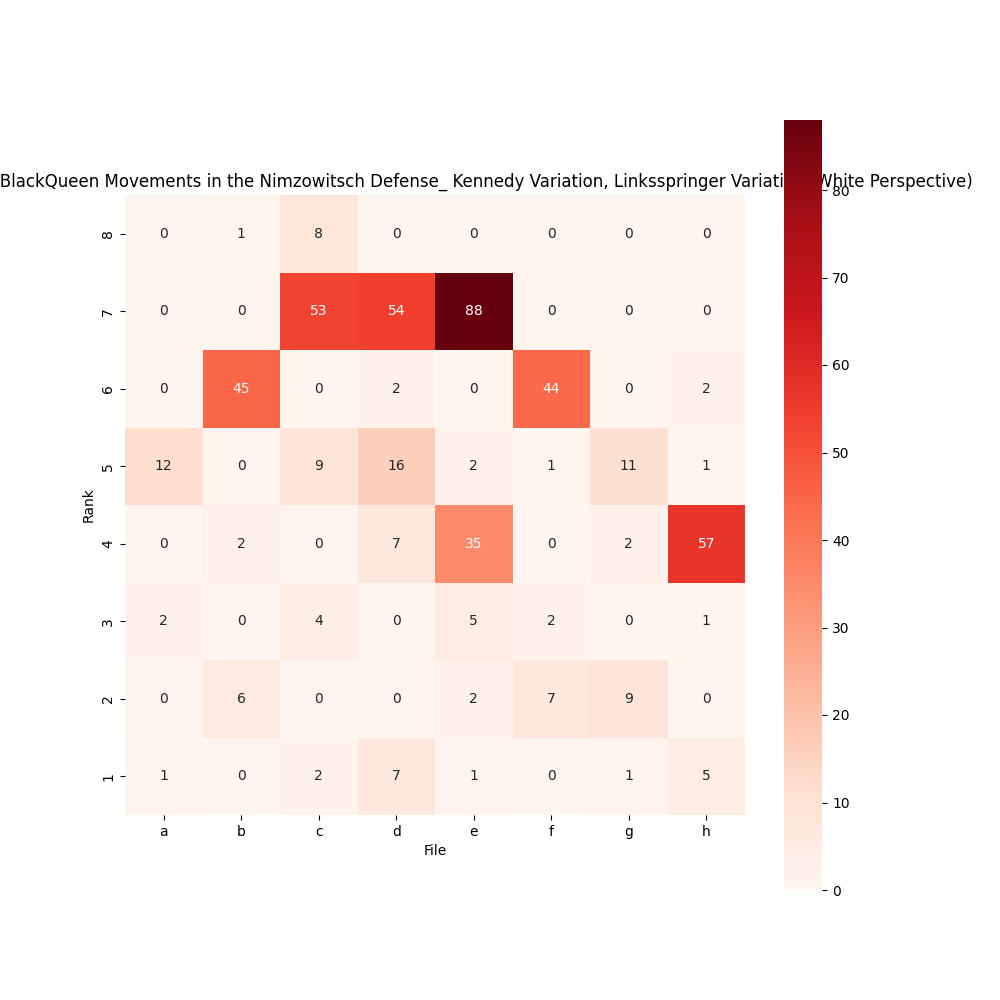 BlackQueen Movements in the Nimzowitsch Defense_ Kennedy Variation, Linksspringer White Perspective)
80
8 0 1 8 0 0 0 0 0
70
7 0 0 53 54 88 0 0 0
60
6 0 45 0 2 0 44 0 2
50
5 12 0 9 16 2 1 11 1
Rank
40
4 0 2 0 7 35 0 2 57
30
3 2 0 4 0 5 2 0 1
20
2 0 6 0 0 2 7 9 0
10
1 1 0 2 7 1 0 1 5
a b c d e f g h
File
0